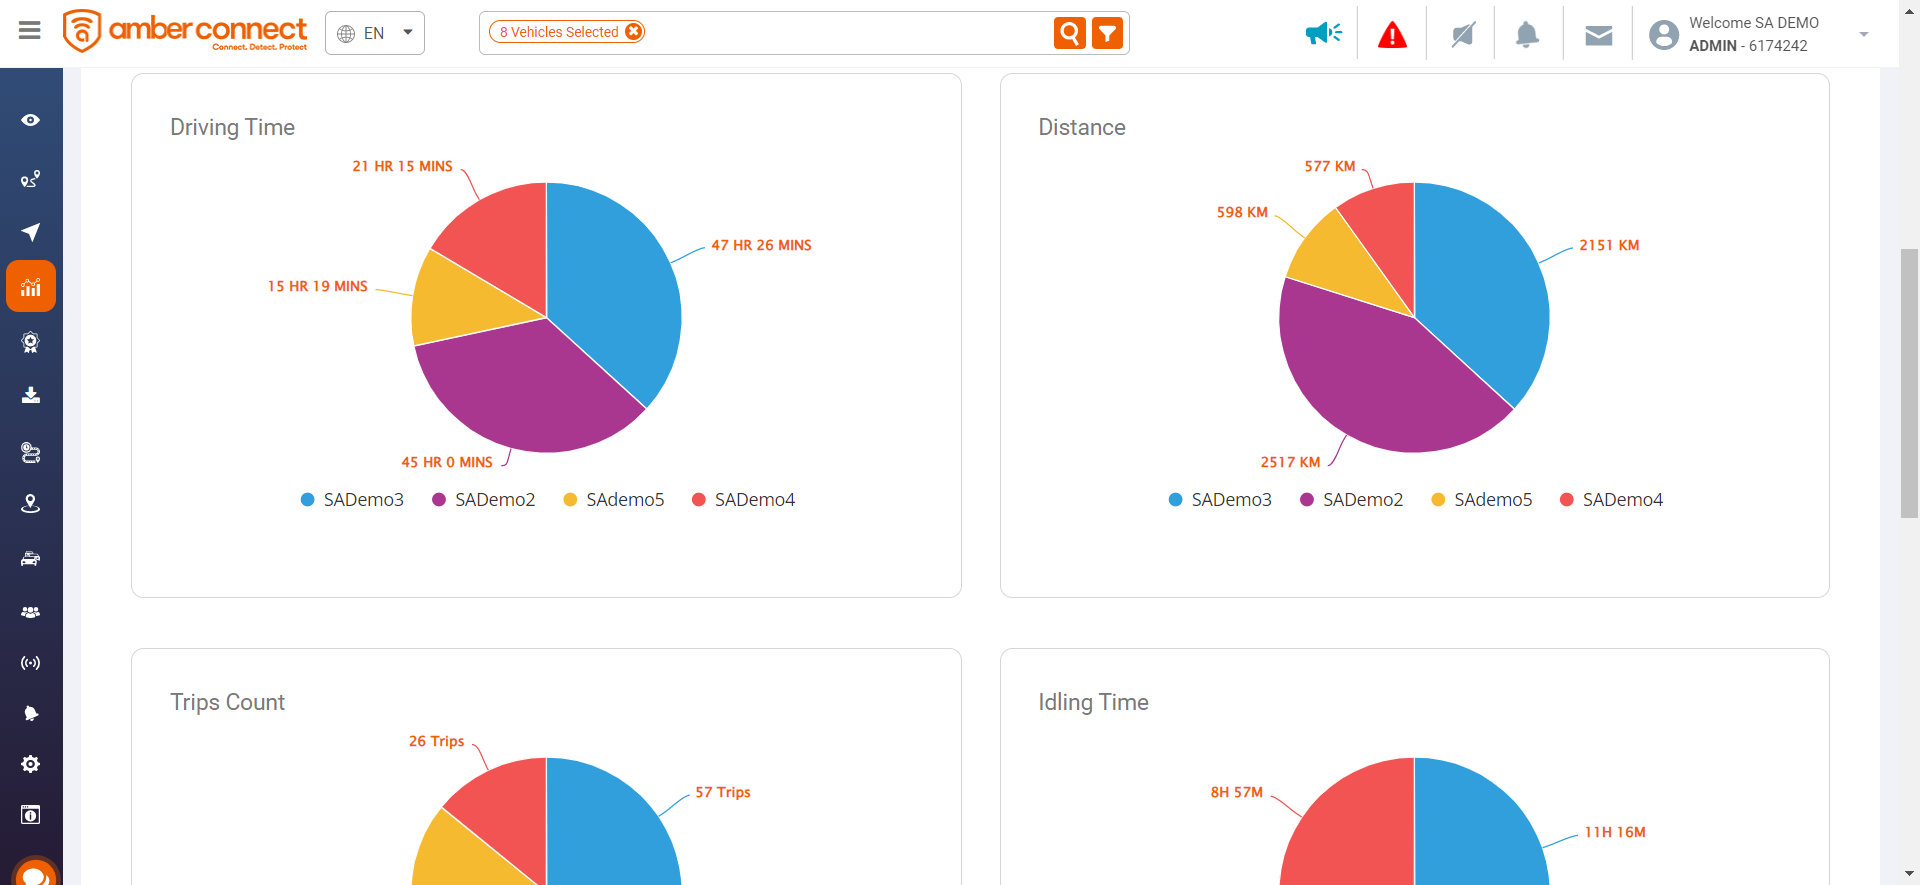 amber connect
Connect. Detect. Protect
EN
8 Vehicles Selected
Welcome SA DEMO
ADMIN - 6174242
Driving Time
21 HR 15 MINS
47 HR 26 MINS
15 HR 19 MINS
45 HR 0 MINS
SADemo3 SADemo2 SAdemo5 SADemo4
Distance
577 KM
598 KM
2151 KM
2517 KM
SADemo3 SADemo2 SAdemo5 SADemo4
Trips Count
26 Trips
57 Trips
Idling Time
8H 57M
11H 16M